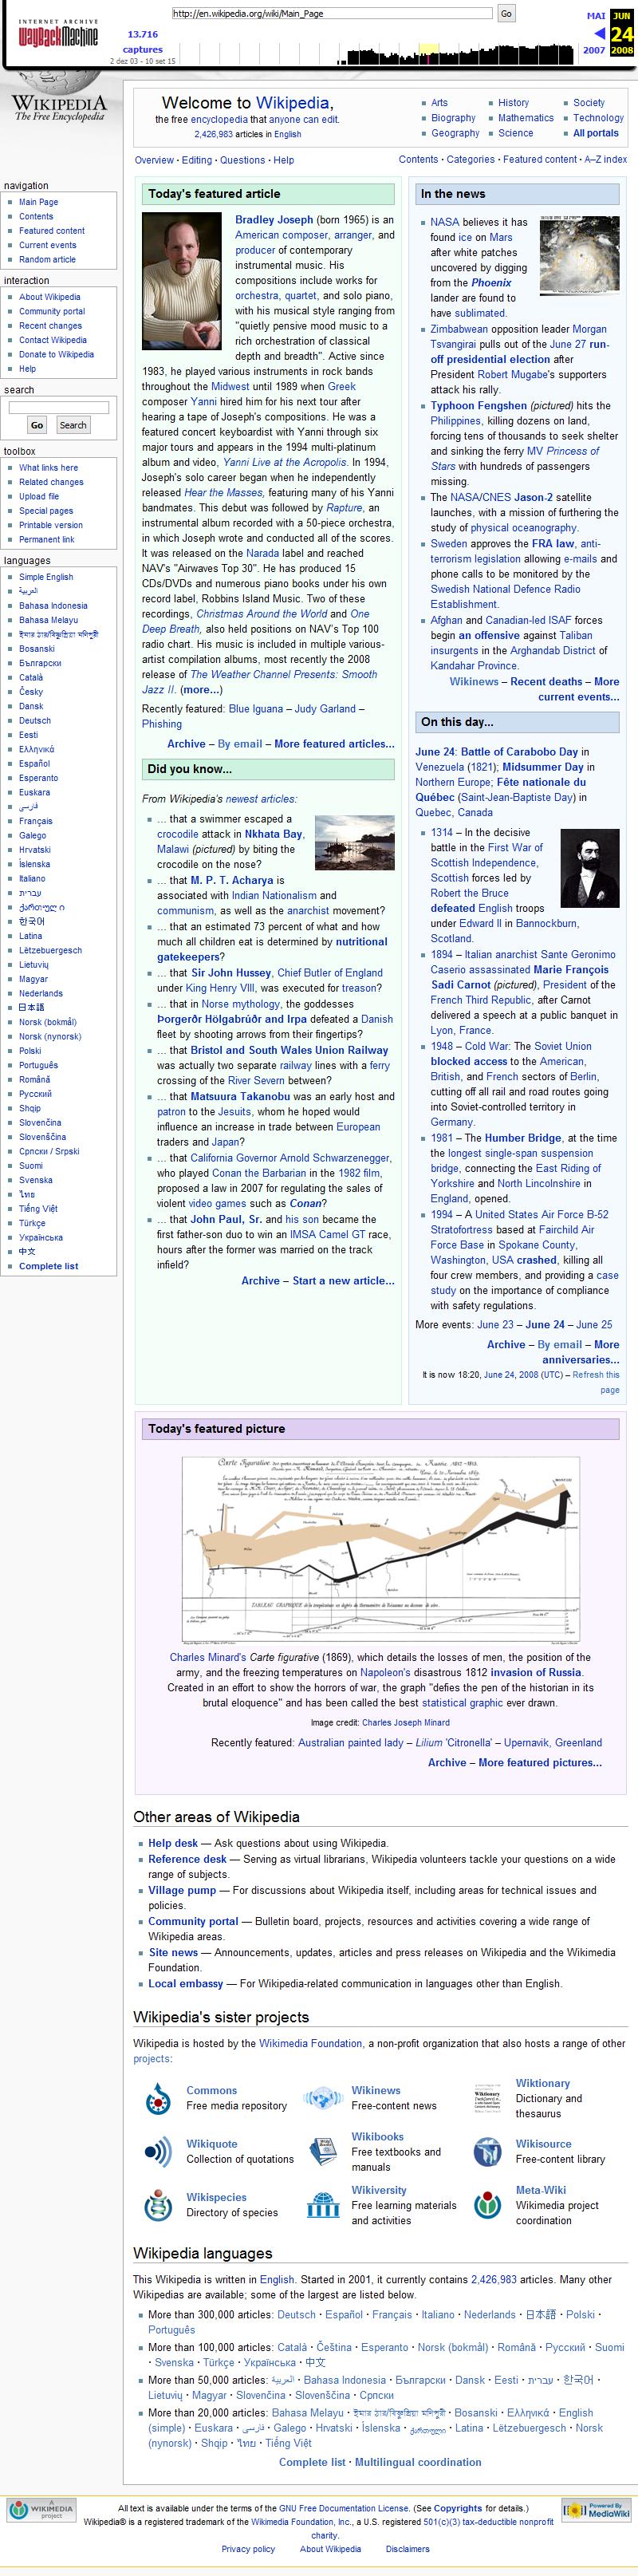 INTERNET ARCHIVE
WayBackMachine
http://en.wikipedia.org/wiki/Main_Page
Go
13.716
captures
2 dez 03 - 10 set 15
MAI
JUN
24
2007
2008
WIKIPEDIA
The Free Encyclopedia
navigation
Main Page
Contents
Featured content
Current events
Random article
interaction
About Wikipedia
Community portal
Recent changes
Contact Wikipedia
Donate to Wikipedia
Help
search
Go
Search
toolbox
What links here
Related changes
Upload file
Special pages
Printable version
Permanent link
languages
Simple English
العربية
Bahasa Indonesia
Bahasa Melayu
ইমার ঠার/বিষ্ণুপ্রিয়া মণিপুরী
Bosanski
Български
Català
Česky
Dansk
Deutsch
Eesti
Ελληνικά
Español
Esperanto
Euskara
فارسی
Français
Galego
Hrvatski
Íslenska
Italiano
עברית
ქართული
한국어
Latina
Lëtzebuergesch
Lietuvių
Magyar
Nederlands
日本語
Norsk (bokmål)
Norsk (nynorsk)
Polski
Português
Română
Русский
Shqip
Slovenčina
Slovenščina
Српски / Srpski
Suomi
Svenska
ไทย
Tiếng Việt
Türkçe
Українська
中文
Complete list
Welcome to Wikipedia,
the free encyclopedia that anyone can edit.
2,426,983 articles in English
Arts
History
Society
Biography
Mathematics
Technology
Geography
Science
All portals
Overview · Editing · Questions · Help
Contents · Categories · Featured content · A–Z index
Today's featured article
Bradley Joseph (born 1965) is an
American composer, arranger, and
producer of contemporary
instrumental music. His
compositions include works for
orchestra, quartet, and solo piano,
with his musical style ranging from
"quietly pensive mood music to a
rich orchestration of classical
depth and breadth". Active since
1983, he played various instruments in rock bands
throughout the Midwest until 1989 when Greek
composer Yanni hired him for his next tour after
hearing a tape of Joseph's compositions. He was a
featured concert keyboardist with Yanni through six
major tours and appears in the 1994 multi-platinum
album and video, Yanni Live at the Acropolis. In 1994,
Joseph's solo career began when he independently
released Hear the Masses, featuring many of his Yanni
bandmates. This debut was followed by Rapture, an
instrumental album recorded with a 50-piece orchestra,
in which Joseph wrote and conducted all of the scores.
It was released on the Narada label and reached
NAV's "Airwaves Top 30". He has produced 15
CDs/DVDs and numerous piano books under his own
record label, Robbins Island Music. Two of these
recordings, Christmas Around the World and One
Deep Breath, also held positions on NAV's Top 100
radio chart. His music is included in multiple various-
artist compilation albums, most recently the 2008
release of The Weather Channel Presents: Smooth
Jazz II. (more...)
Recently featured: Blue Iguana – Judy Garland –
Phishing
Archive – By email – More featured articles...
Did you know...
From Wikipedia's newest articles:
... that a swimmer escaped a
crocodile attack in Nkhata Bay,
Malawi (pictured) by biting the
crocodile on the nose?
... that M. P. T. Acharya is
associated with Indian Nationalism and
communism, as well as the anarchist movement?
... that an estimated 73 percent of what and how
much all children eat is determined by nutritional
gatekeepers?
... that Sir John Hussey, Chief Butler of England
under King Henry VIII, was executed for treason?
... that in Norse mythology, the goddesses
Þorgerðr Hölgabrúðr and Irpa defeated a Danish
fleet by shooting arrows from their fingertips?
... that Bristol and South Wales Union Railway
was actually two separate railway lines with a ferry
crossing of the River Severn between?
... that Matsuura Takanobu was an early host and
patron to the Jesuits, whom he hoped would
influence an increase in trade between European
traders and Japan?
... that California Governor Arnold Schwarzenegger,
who played Conan the Barbarian in the 1982 film,
proposed a law in 2007 for regulating the sales of
violent video games such as Conan?
... that John Paul, Sr. and his son became the
first father-son duo to win an IMSA Camel GT race,
hours after the former was married on the track
infield?
Archive – Start a new article...
In the news
NASA believes it has
found ice on Mars
after white patches
uncovered by digging
from the Phoenix
lander are found to
have sublimated.
Zimbabwean opposition leader Morgan
Tsvangirai pulls out of the June 27 run-
off presidential election after
President Robert Mugabe's supporters
attack his rally.
Typhoon Fengshen (pictured) hits the
Philippines, killing dozens on land,
forcing tens of thousands to seek shelter
and sinking the ferry MV Princess of
Stars with hundreds of passengers
missing.
The NASA/CNES Jason-2 satellite
launches, with a mission of furthering the
study of physical oceanography.
Sweden approves the FRA law, anti-
terrorism legislation allowing e-mails and
phone calls to be monitored by the
Swedish National Defence Radio
Establishment.
Afghan and Canadian-led ISAF forces
begin an offensive against Taliban
insurgents in the Arghandab District of
Kandahar Province.
Wikinews – Recent deaths – More
current events...
On this day...
June 24: Battle of Carabobo Day in
Venezuela (1821); Midsummer Day in
Northern Europe; Fête nationale du
Québec (Saint-Jean-Baptiste Day) in
Quebec, Canada
1314 – In the decisive
battle in the First War of
Scottish Independence,
Scottish forces led by
Robert the Bruce
defeated English troops
under Edward II in Bannockburn,
Scotland.
1894 – Italian anarchist Sante Geronimo
Caserio assassinated Marie François
Sadi Carnot (pictured), President of the
French Third Republic, after Carnot
delivered a speech at a public banquet in
Lyon, France.
1948 – Cold War: The Soviet Union
blocked access to the American,
British, and French sectors of Berlin,
cutting off all rail and road routes going
into Soviet-controlled territory in
Germany.
1981 – The Humber Bridge, at the time
the longest single-span suspension
bridge, connecting the East Riding of
Yorkshire and North Lincolnshire in
England, opened.
1994 – A United States Air Force B-52
Stratofortress based at Fairchild Air
Force Base in Spokane County,
Washington, USA crashed, killing all
four crew members, and providing a case
study on the importance of compliance
with safety regulations.
More events: June 23 – June 24 – June 25
Archive – By email – More
anniversaries...
It is now 18:20, June 24, 2008 (UTC) – Refresh this
page
Today's featured picture
Charles Minard's Carte figurative (1869), which details the losses of men, the position of the
army, and the freezing temperatures on Napoleon's disastrous 1812 invasion of Russia.
Created in an effort to show the horrors of war, the graph "defies the pen of the historian in its
brutal eloquence" and has been called the best statistical graphic ever drawn.
Image credit: Charles Joseph Minard
Recently featured: Australian painted lady – Lilium 'Citronella' – Upernavik, Greenland
Archive – More featured pictures...
Other areas of Wikipedia
Help desk — Ask questions about using Wikipedia.
Reference desk — Serving as virtual librarians, Wikipedia volunteers tackle your questions on a wide
range of subjects.
Village pump — For discussions about Wikipedia itself, including areas for technical issues and
policies.
Community portal — Bulletin board, projects, resources and activities covering a wide range of
Wikipedia areas.
Site news — Announcements, updates, articles and press releases on Wikipedia and the Wikimedia
Foundation.
Local embassy — For Wikipedia-related communication in languages other than English.
Wikipedia's sister projects
Wikipedia is hosted by the Wikimedia Foundation, a non-profit organization that also hosts a range of other
projects:
Commons
Free media repository
Wikinews
Free-content news
Wiktionary
Dictionary and
thesaurus
Wikiquote
Collection of quotations
Wikibooks
Free textbooks and
manuals
Wikisource
Free-content library
Wikispecies
Directory of species
Wikiversity
Free learning materials
and activities
Meta-Wiki
Wikimedia project
coordination
Wikipedia languages
This Wikipedia is written in English. Started in 2001, it currently contains 2,426,983 articles. Many other
Wikipedias are available; some of the largest are listed below.
More than 300,000 articles: Deutsch · Español · Français · Italiano · Nederlands · 日本語 · Polski ·
Português
More than 100,000 articles: Català · Čeština · Esperanto · Norsk (bokmål) · Română · Русский · Suomi
· Svenska · Türkçe · Українська · 中文
More than 50,000 articles: العربية · Bahasa Indonesia · Български · Dansk · Eesti · עברית · 한국어 ·
Lietuvių · Magyar · Slovenčina · Slovenščina · Српски
More than 20,000 articles: Bahasa Melayu · ইমার ঠার/বিষ্ণুপ্রিয়া মণিপুরী · Bosanski · Ελληνικά · English
(simple) · Euskara · فارسی · Galego · Hrvatski · Íslenska · ქართული · Latina · Lëtzebuergesch · Norsk
(nynorsk) · Shqip · ไทย · Tiếng Việt
Complete list · Multilingual coordination
A WIKIMEDIA project
All text is available under the terms of the GNU Free Documentation License. (See Copyrights for details.)
Wikipedia® is a registered trademark of the Wikimedia Foundation, Inc., a U.S. registered 501(c)(3) tax-deductible nonprofit
charity.
Privacy policy
About Wikipedia
Disclaimers
Powered By MediaWiki